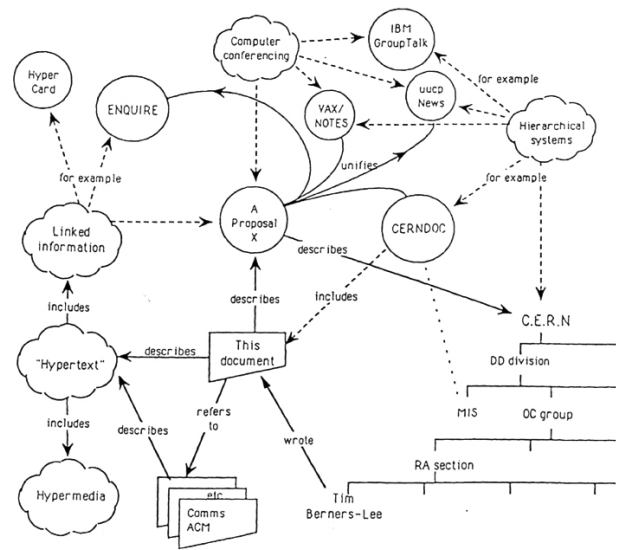 IBM
GroupTalk
Computer
conferencing
Hyper
Card
for example
ENQUIRE
VAX/
NOTES
uucp
News
Hierarchical
systems
unifies
for example
for example
Linked
information
A
Proposal
X
CERNDOC
describes
includes
describes
includes
C.E.R.N
DD division
This
document
describes
"Hypertext"
MIS
OC group
refers
to
includes
describes
wrote
RA section
Hypermedia
etc
Comms
ACM
Tim
Berners-Lee